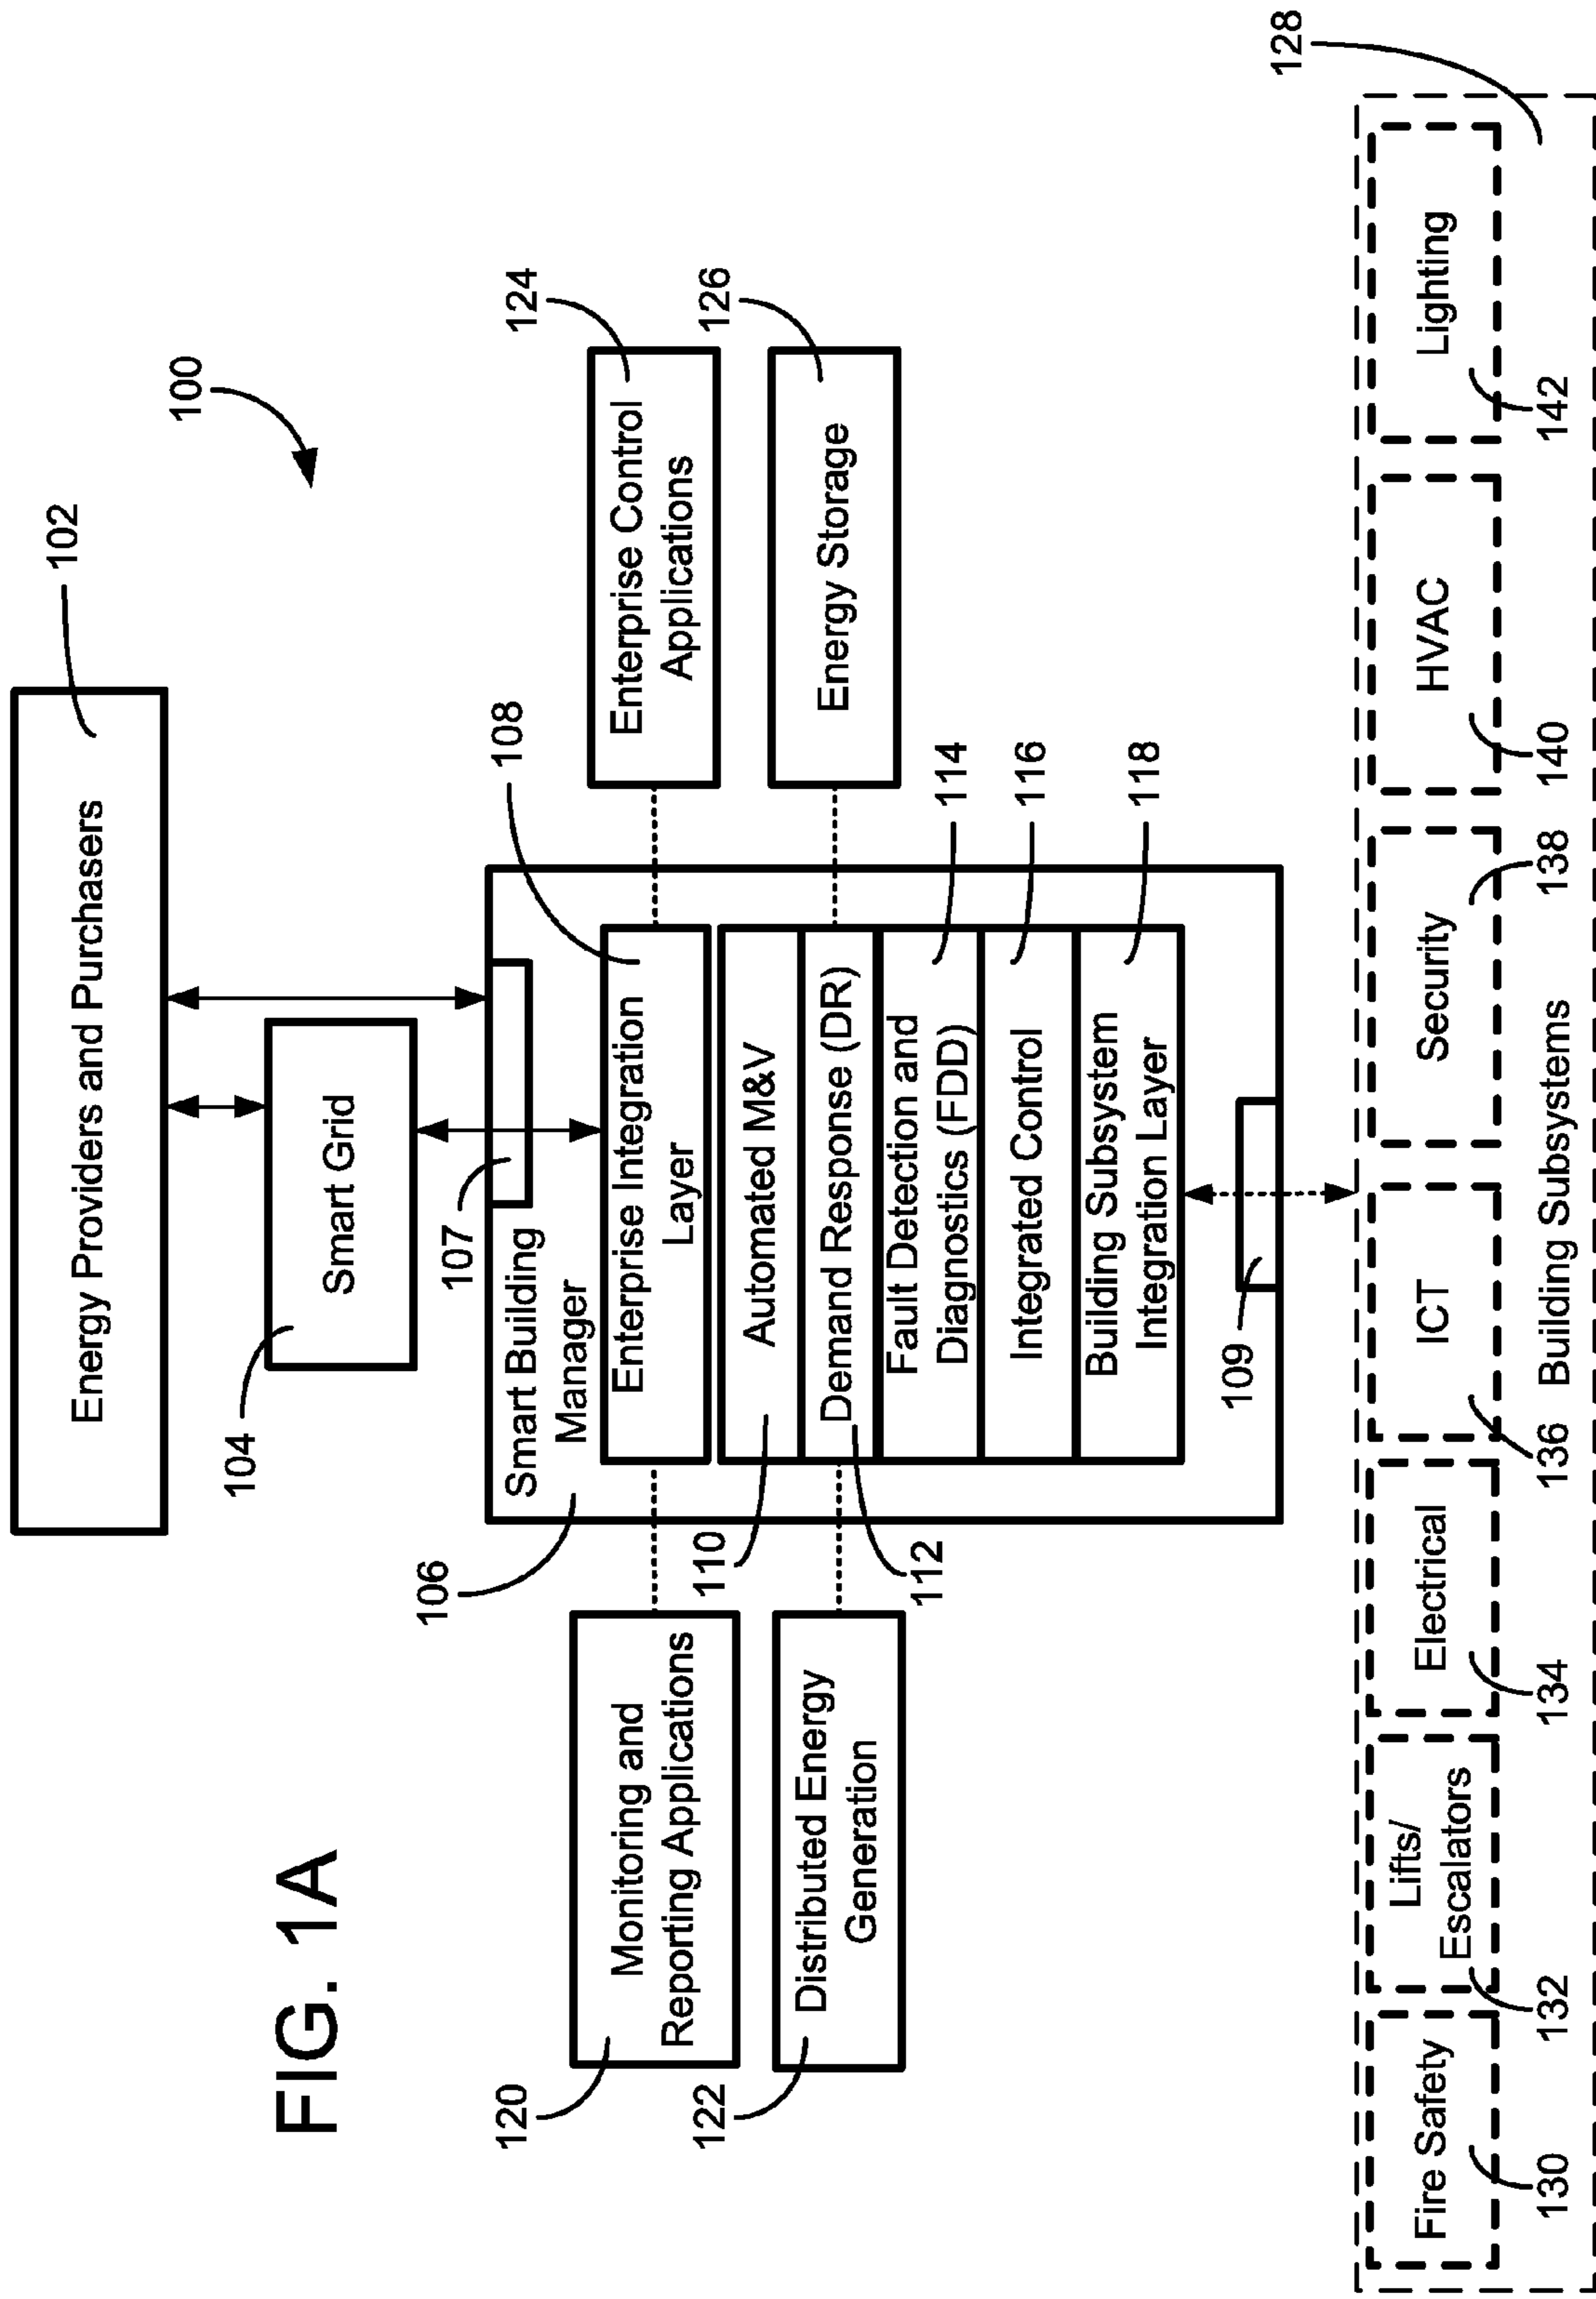 FIG. 1A
100
Energy Providers and Purchasers
102
104
Smart Grid
107
106
Smart Building
Manager
108
Enterprise Integration
Layer
110
Automated M&V
112
Demand Response (DR)
Fault Detection and
Diagnostics (FDD)
114
Integrated Control
116
Building Subsystem
Integration Layer
118
109
120
Monitoring and
Reporting Applications
122
Distributed Energy
Generation
Enterprise Control
Applications
124
Energy Storage
126
128
Fire Safety
130
Lifts/
Escalators
132
Electrical
134
ICT
136
Security
138
HVAC
140
Lighting
142
Building Subsystems